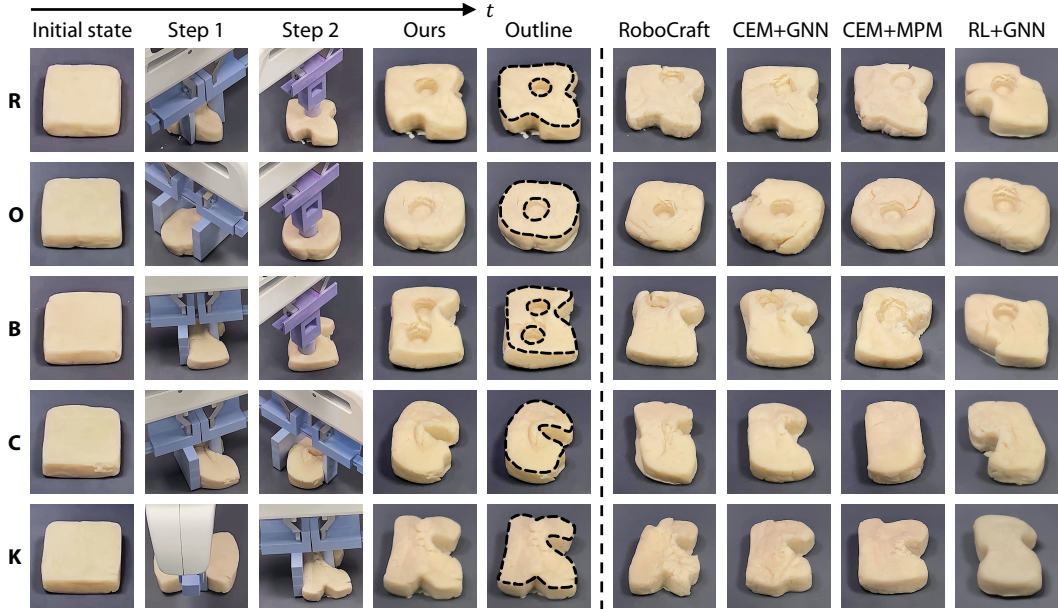 t
Initial state Step 1 Step 2 Ours Outline RoboCraft CEM+GNN CEM+MPM RL+GNN
R
O
B
C
K